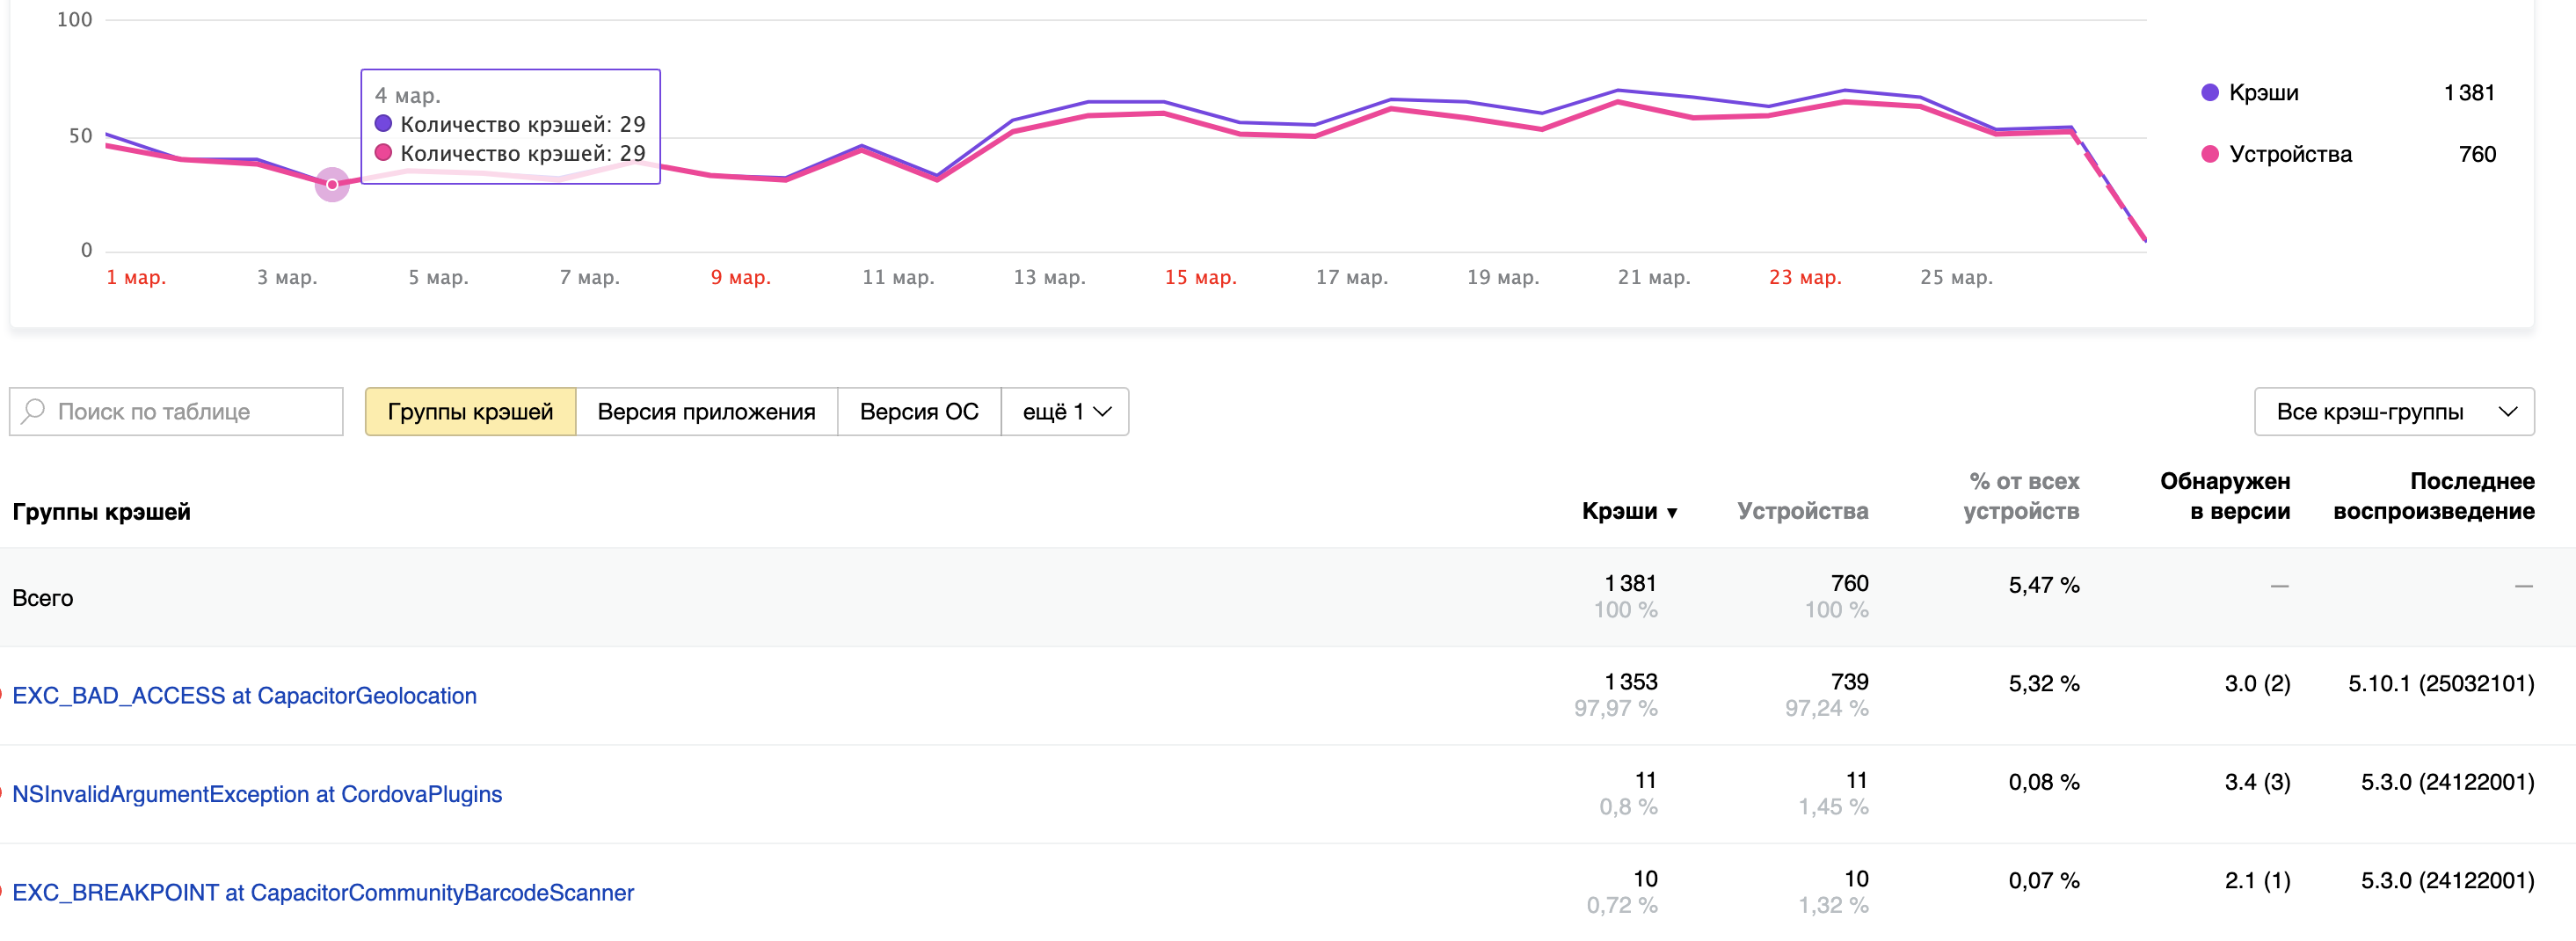 100
50
0
4 мар.
Количество крэшей: 29
Количество крэшей: 29
Крэши 1 381
Устройства 760
1 мар. 3 мар. 5 мар. 7 мар. 9 мар. 11 мар. 13 мар. 15 мар. 17 мар. 19 мар. 21 мар. 23 мар. 25 мар.
Поиск по таблице Группы крэшей Версия приложения Версия ОС ещё 1 Все крэш-группы
Группы крэшей Крэши ▼ Устройства % от всех устройств Обнаружен в версии Последнее воспроизведение
Всего 1 381 760 5,47 % — —
100 % 100 %
EXC_BAD_ACCESS at CapacitorGeolocation 1 353 739 5,32 % 3.0 (2) 5.10.1 (25032101)
97,97 % 97,24 %
NSInvalidArgumentException at CordovaPlugins 11 11 0,08 % 3.4 (3) 5.3.0 (24122001)
0,8 % 1,45 %
EXC_BREAKPOINT at CapacitorCommunityBarcodeScanner 10 10 0,07 % 2.1 (1) 5.3.0 (24122001)
0,72 % 1,32 %